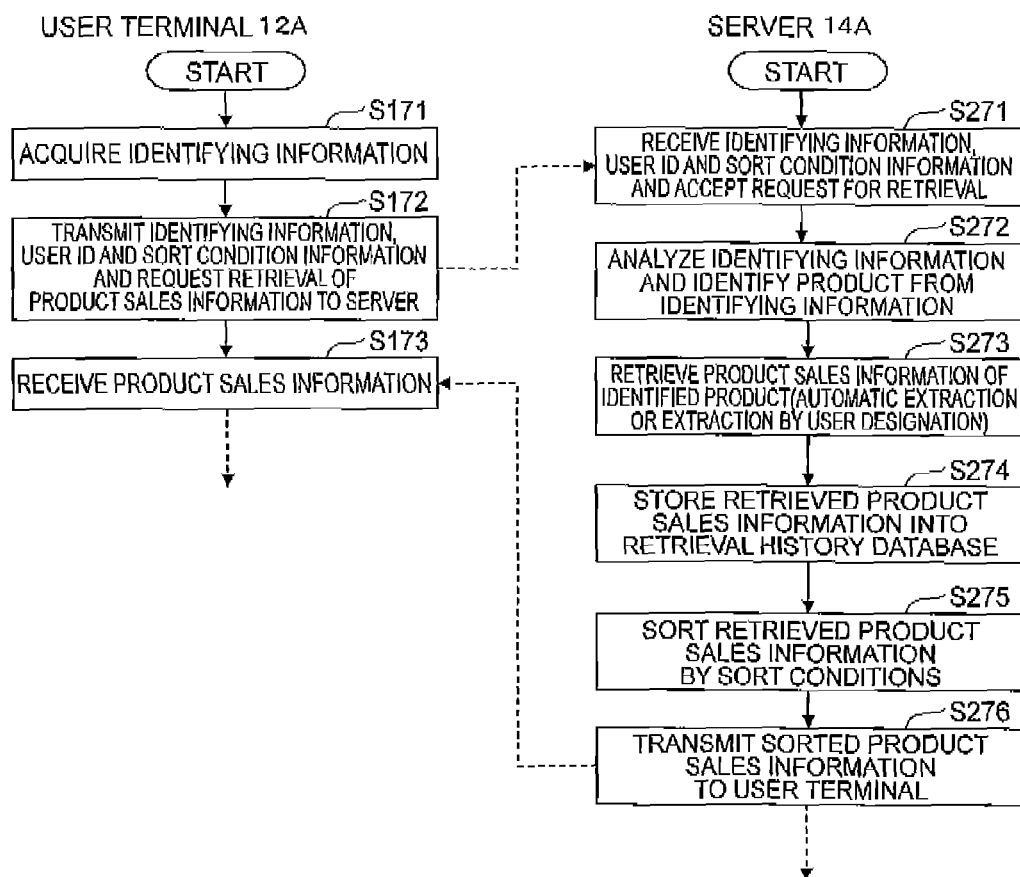 USER TERMINAL 12A
START
S171
ACQUIRE IDENTIFYING INFORMATION
S172
TRANSMIT IDENTIFYING INFORMATION,
USER ID AND SORT CONDITION INFORMATION
AND REQUEST RETRIEVAL OF
PRODUCT SALES INFORMATION TO SERVER
S173
RECEIVE PRODUCT SALES INFORMATION
SERVER 14A
START
S271
RECEIVE IDENTIFYING INFORMATION,
USER ID AND SORT CONDITION INFORMATION
AND ACCEPT REQUEST FOR RETRIEVAL
S272
ANALYZE IDENTIFYING INFORMATION
AND IDENTIFY PRODUCT FROM
IDENTIFYING INFORMATION
S273
RETRIEVE PRODUCT SALES INFORMATION OF
IDENTIFIED PRODUCT(AUTOMATIC EXTRACTION
OR EXTRACTION BY USER DESIGNATION)
S274
STORE RETRIEVED PRODUCT
SALES INFORMATION INTO
RETRIEVAL HISTORY DATABASE
S275
SORT RETRIEVED PRODUCT
SALES INFORMATION
BY SORT CONDITIONS
S276
TRANSMIT SORTED PRODUCT
SALES INFORMATION
TO USER TERMINAL